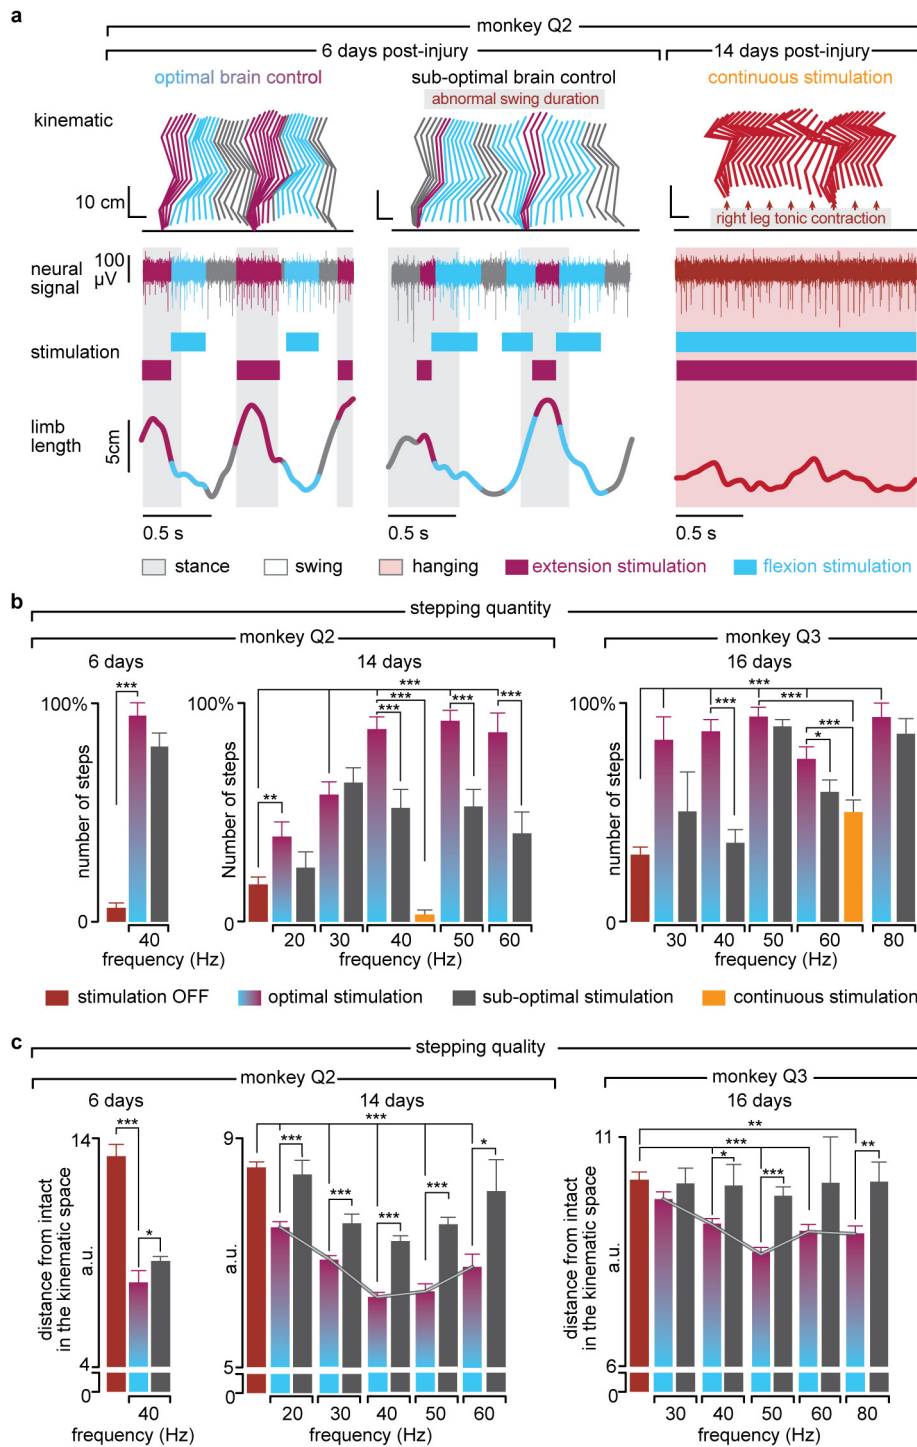 a
monkey Q2
6 days post-injury
14 days post-injury
optimal brain control
sub-optimal brain control
continuous stimulation
abnormal swing duration
kinematic
10 cm
right leg tonic contraction
neural signal
100 µV
stimulation
limb length
5cm
0.5 s
0.5 s
0.5 s
stance
swing
hanging
extension stimulation
flexion stimulation
b
stepping quantity
monkey Q2
monkey Q3
6 days
14 days
16 days
100%
number of steps
0
***
40
frequency (Hz)
100%
Number of steps
0
**
***
***
***
***
***
20 30 40 50 60
frequency (Hz)
100%
number of steps
0
***
***
***
***
*
30 40 50 60 80
frequency (Hz)
stimulation OFF
optimal stimulation
sub-optimal stimulation
continuous stimulation
c
stepping quality
monkey Q2
monkey Q3
6 days
14 days
16 days
distance from intact
in the kinematic space
a.u.
14
4
0
***
*
40
frequency (Hz)
a.u.
9
5
0
***
***
***
***
***
*
20 30 40 50 60
frequency (Hz)
distance from intact
in the kinematic space
a.u.
11
6
0
**
***
*
***
**
30 40 50 60 80
frequency (Hz)